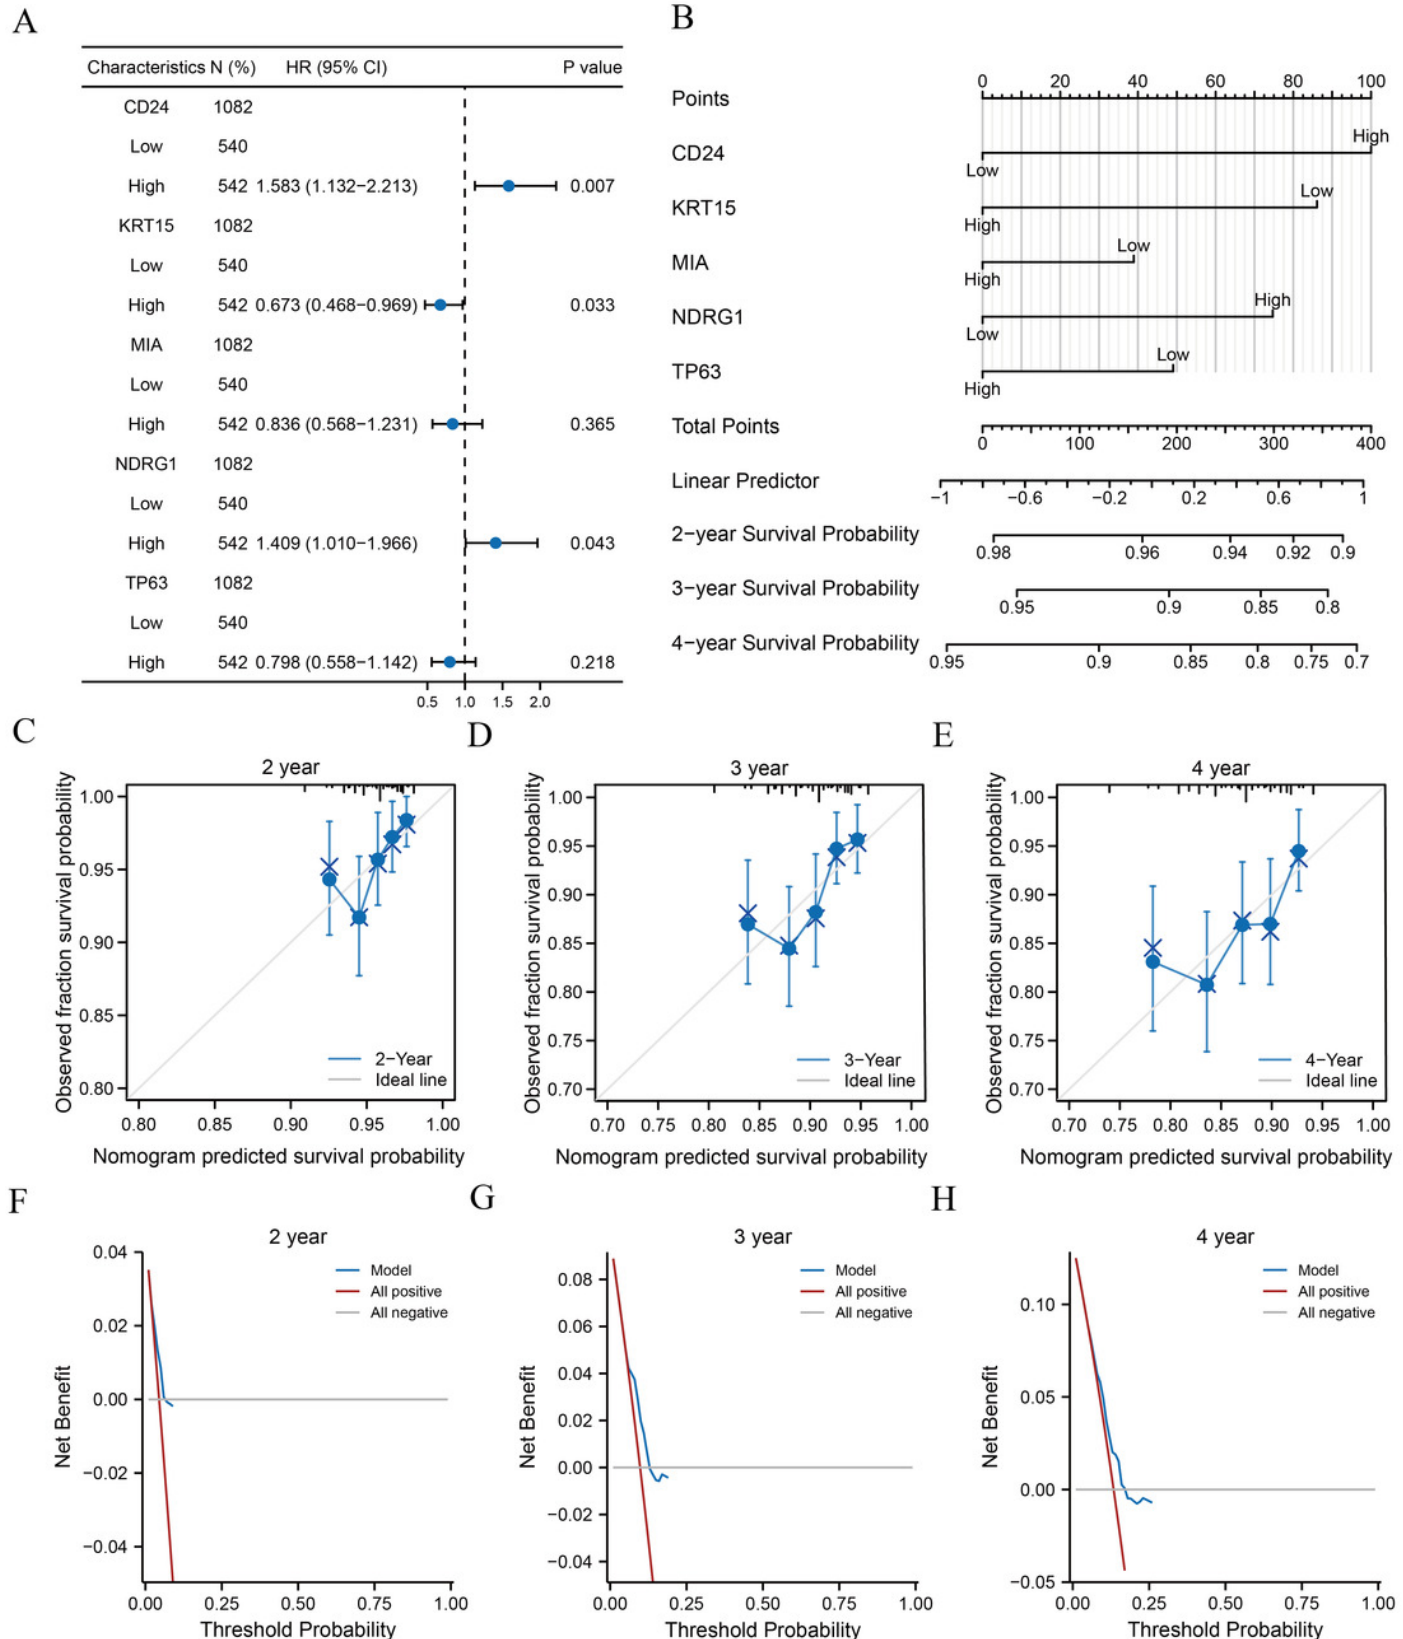 A
Characteristics N (%) HR (95% CI) P value
CD24 1082
Low 540
High 542 1.583 (1.132−2.213) 0.007
KRT15 1082
Low 540
High 542 0.673 (0.468−0.969) 0.033
MIA 1082
Low 540
High 542 0.836 (0.568−1.231) 0.365
NDRG1 1082
Low 540
High 542 1.409 (1.010−1.966) 0.043
TP63 1082
Low 540
High 542 0.798 (0.558−1.142) 0.218
0.5 1.0 1.5 2.0
B
0 20 40 60 80 100
Points
High
CD24
Low
Low
KRT15
High
Low
MIA
High
High
NDRG1
Low
Low
TP63
High
Total Points
0 100 200 300 400
Linear Predictor
−1 −0.6 −0.2 0.2 0.6 1
2−year Survival Probability
0.98 0.96 0.94 0.92 0.9
3−year Survival Probability
0.95 0.9 0.85 0.8
4−year Survival Probability
0.95 0.9 0.85 0.8 0.75 0.7
C
2 year
Observed fraction survival probability
1.00
0.95
0.90
0.85
0.80
2−Year
Ideal line
0.80 0.85 0.90 0.95 1.00
Nomogram predicted survival probability
D
3 year
Observed fraction survival probability
1.00
0.95
0.90
0.85
0.80
0.75
0.70
3−Year
Ideal line
0.70 0.75 0.80 0.85 0.90 0.95 1.00
Nomogram predicted survival probability
E
4 year
Observed fraction survival probability
1.00
0.95
0.90
0.85
0.80
0.75
0.70
4−Year
Ideal line
0.70 0.75 0.80 0.85 0.90 0.95 1.00
Nomogram predicted survival probability
F
2 year
Net Benefit
0.04
0.02
0.00
−0.02
−0.04
Model
All positive
All negative
0.00 0.25 0.50 0.75 1.00
Threshold Probability
G
3 year
Net Benefit
0.08
0.06
0.04
0.02
0.00
−0.02
−0.04
Model
All positive
All negative
0.00 0.25 0.50 0.75 1.00
Threshold Probability
H
4 year
Net Benefit
0.10
0.05
0.00
−0.05
Model
All positive
All negative
0.00 0.25 0.50 0.75 1.00
Threshold Probability